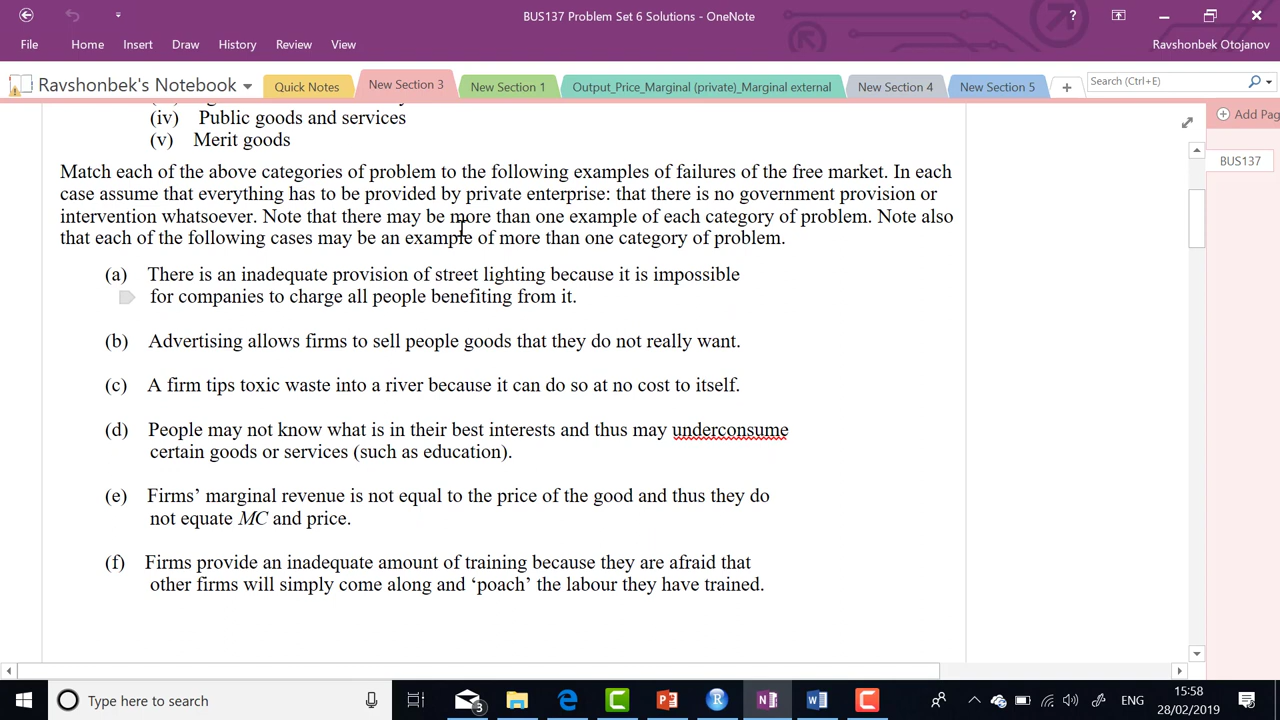 BUS137 Problem Set 6 Solutions - OneNote
?
File Home Insert Draw History Review View
Ravshonbek Otojanov
Ravshonbek's Notebook
Quick Notes
New Section 3
New Section 1
Output_Price_Marginal (private)_Marginal external
New Section 4
New Section 5
+
Search (Ctrl+E)
Add Pag
BUS137
(iv) Public goods and services
(v) Merit goods
Match each of the above categories of problem to the following examples of failures of the free market. In each
case assume that everything has to be provided by private enterprise: that there is no government provision or
intervention whatsoever. Note that there may be more than one example of each category of problem. Note also
that each of the following cases may be an example of more than one category of problem.
(a) There is an inadequate provision of street lighting because it is impossible
for companies to charge all people benefiting from it.
(b) Advertising allows firms to sell people goods that they do not really want.
(c) A firm tips toxic waste into a river because it can do so at no cost to itself.
(d) People may not know what is in their best interests and thus may underconsume
certain goods or services (such as education).
(e) Firms’ marginal revenue is not equal to the price of the good and thus they do
not equate MC and price.
(f) Firms provide an inadequate amount of training because they are afraid that
other firms will simply come along and ‘poach’ the labour they have trained.
Type here to search
3
ENG
15:58
28/02/2019